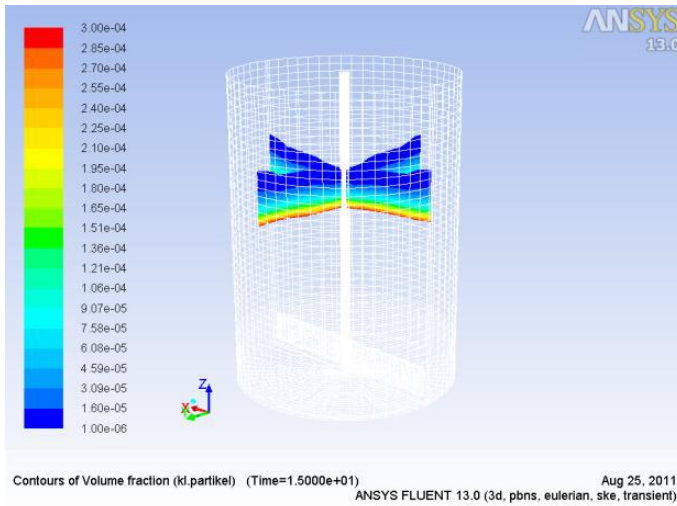 ANSYS
13.0
3.00e-04
2.85e-04
2.70e-04
2.55e-04
2.40e-04
2.25e-04
2.10e-04
1.95e-04
1.80e-04
1.65e-04
1.51e-04
1.36e-04
1.21e-04
1.06e-04
9.07e-05
7.58e-05
6.08e-05
4.59e-05
3.09e-05
1.60e-05
1.00e-06
Z
X
Contours of Volume fraction (kl.partikel) (Time=1.5000e+01)
Aug 25, 2011
ANSYS FLUENT 13.0 (3d, pbns, eulerian, ske, transient)